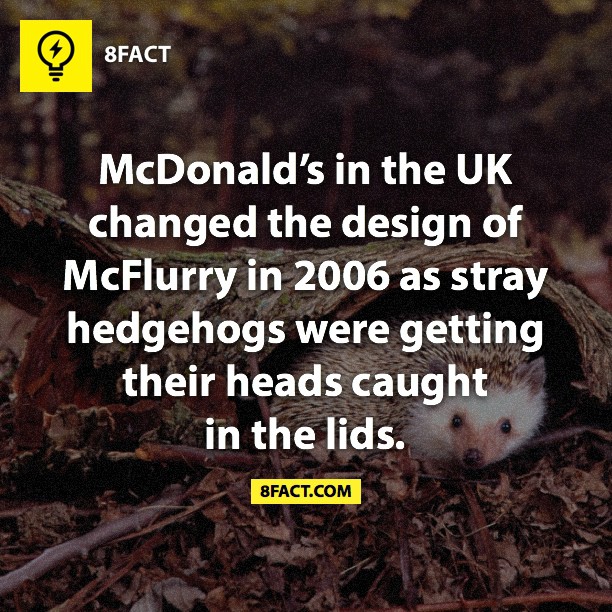 8FACT
McDonald’s in the UK
changed the design of
McFlurry in 2006 as stray
hedgehogs were getting
their heads caught
in the lids.
8FACT.COM